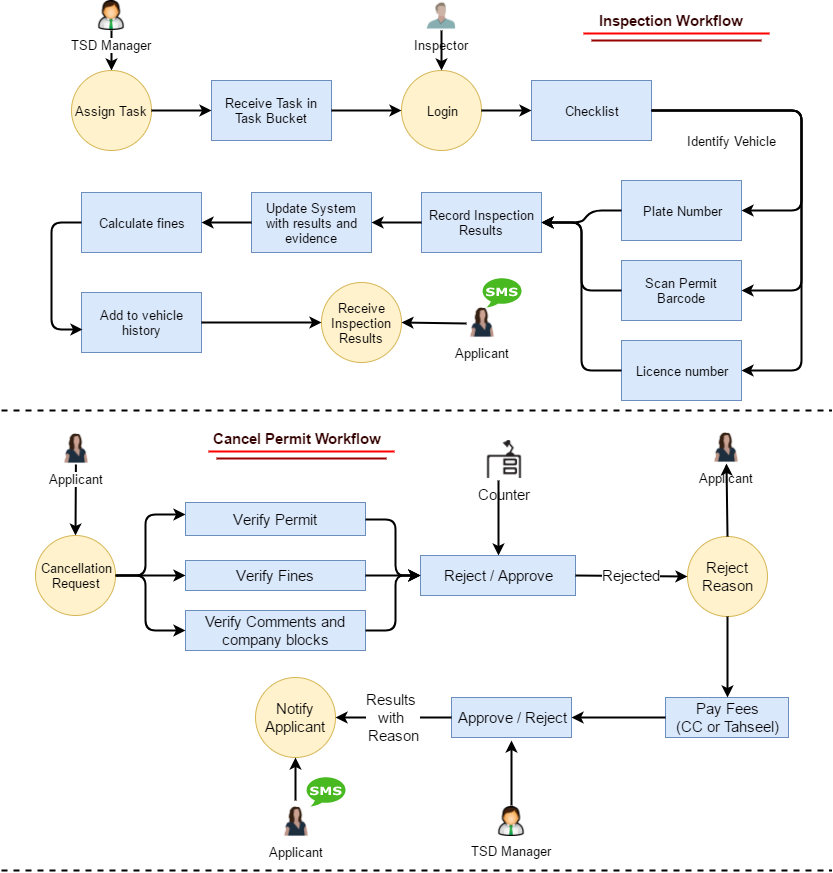 Inspection Workflow
TSD Manager
Inspector
Assign Task
Receive Task in
Task Bucket
Login
Checklist
Identify Vehicle
Calculate fines
Update System
with results and
evidence
Record Inspection
Results
Plate Number
Scan Permit
Barcode
Licence number
Add to vehicle
history
Receive
Inspection
Results
SMS
Applicant
Cancel Permit Workflow
Applicant
Counter
Applicant
Cancellation
Request
Verify Permit
Verify Fines
Verify Comments and
company blocks
Reject / Approve
Rejected
Reject
Reason
Notify
Applicant
Results
with
Reason
Approve / Reject
Pay Fees
(CC or Tahseel)
SMS
Applicant
TSD Manager